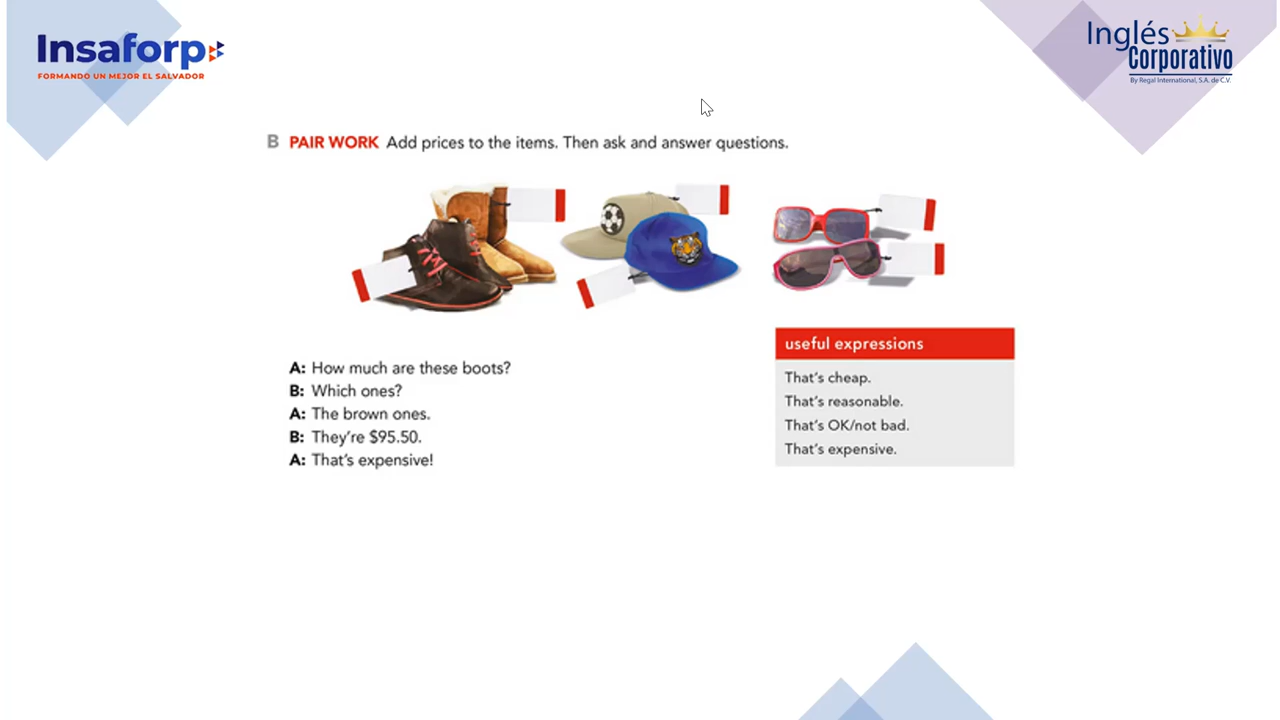 Insaforp
FORMANDO UN MEJOR EL SALVADOR
Inglés
Corporativo
By Regal International, S.A. de C.V.
B PAIR WORK Add prices to the items. Then ask and answer questions.
A: How much are these boots?
B: Which ones?
A: The brown ones.
B: They're $95.50.
A: That's expensive!
useful expressions
That's cheap.
That's reasonable.
That's OK/not bad.
That's expensive.